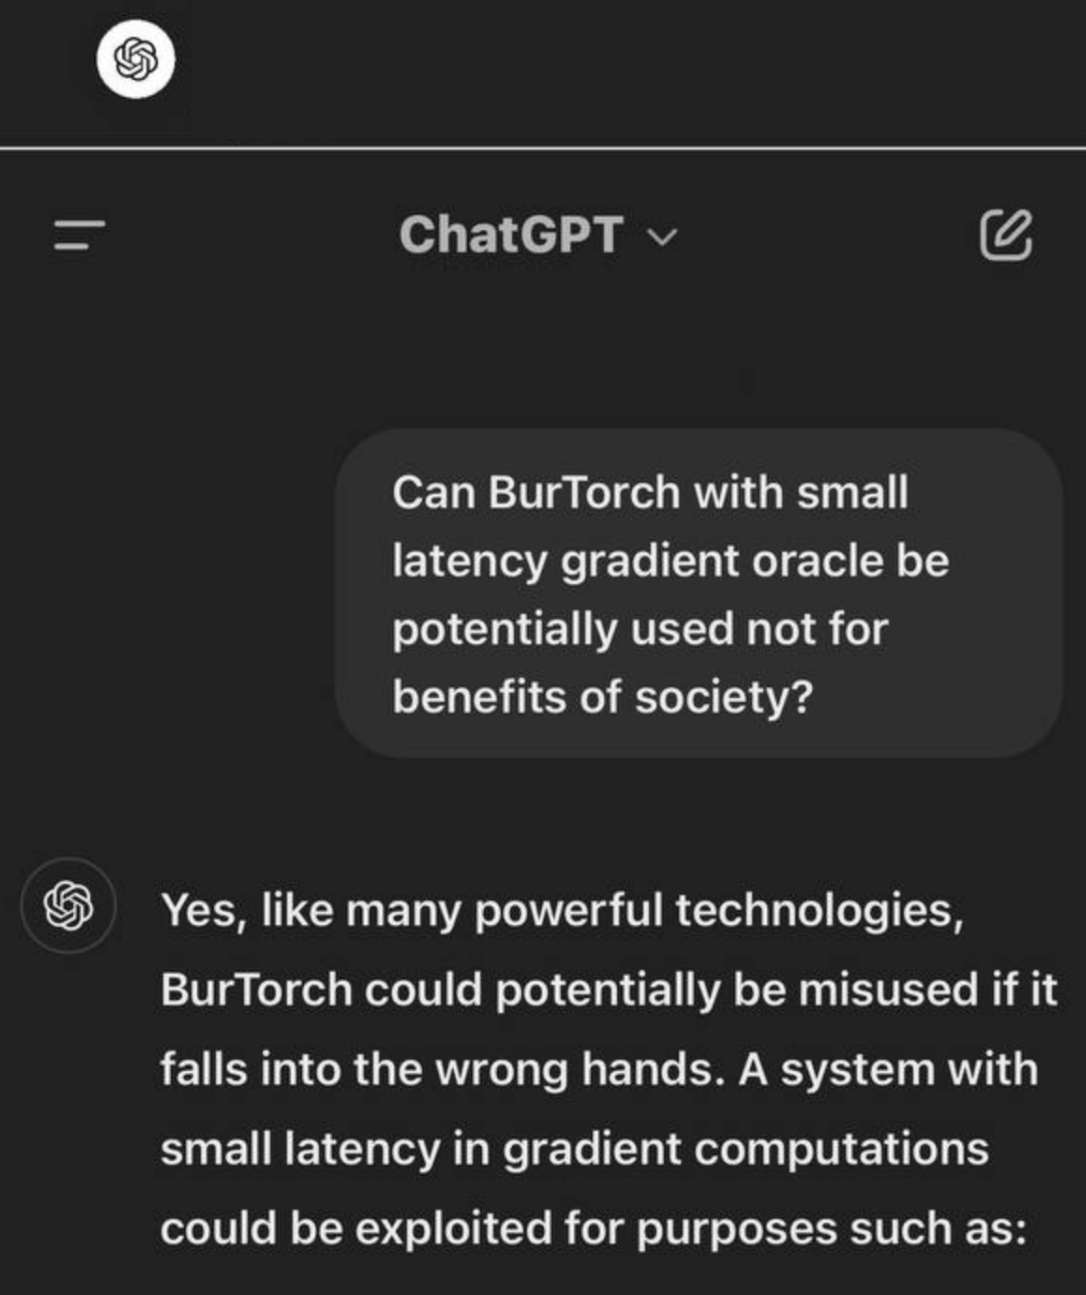 ChatGPT
Can BurTorch with small
latency gradient oracle be
potentially used not for
benefits of society?
Yes, like many powerful technologies,
BurTorch could potentially be misused if it
falls into the wrong hands. A system with
small latency in gradient computations
could be exploited for purposes such as: